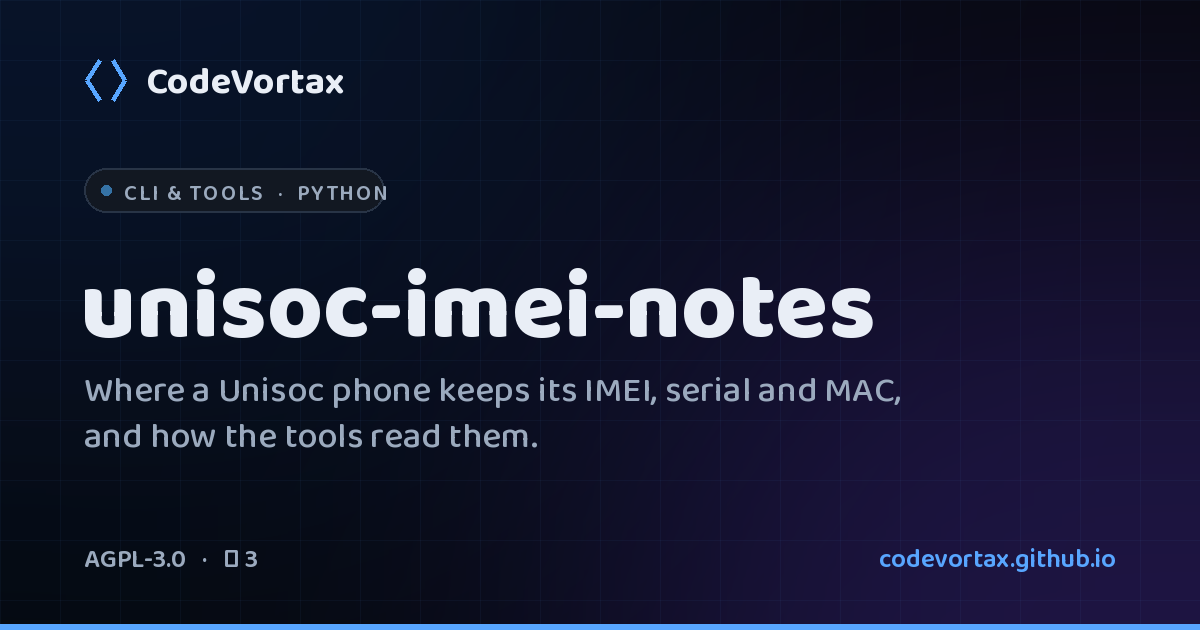 CodeVortax
CLI & TOOLS · PYTHON
unisoc-imei-notes
Where a Unisoc phone keeps its IMEI, serial and MAC,
and how the tools read them.
AGPL-3.0 · 3
codevortax.github.io